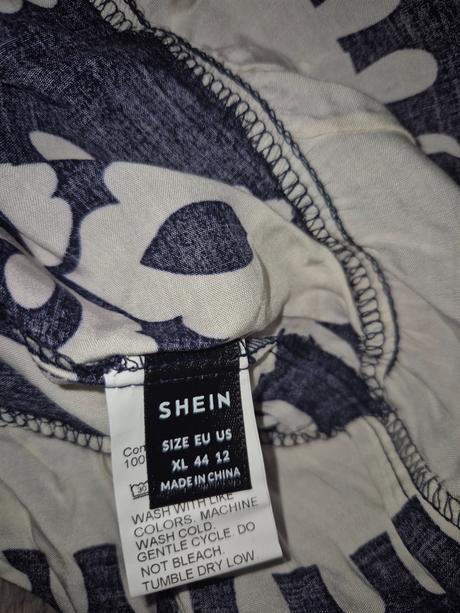 SHEIN
SIZE EU US
XL 44 12
MADE IN CHINA
100
WASH WITH LIKE
COLORS. MACHINE
WASH COLD.
GENTLE CYCLE. DO
NOT BLEACH.
TUMBLE DRY LOW.